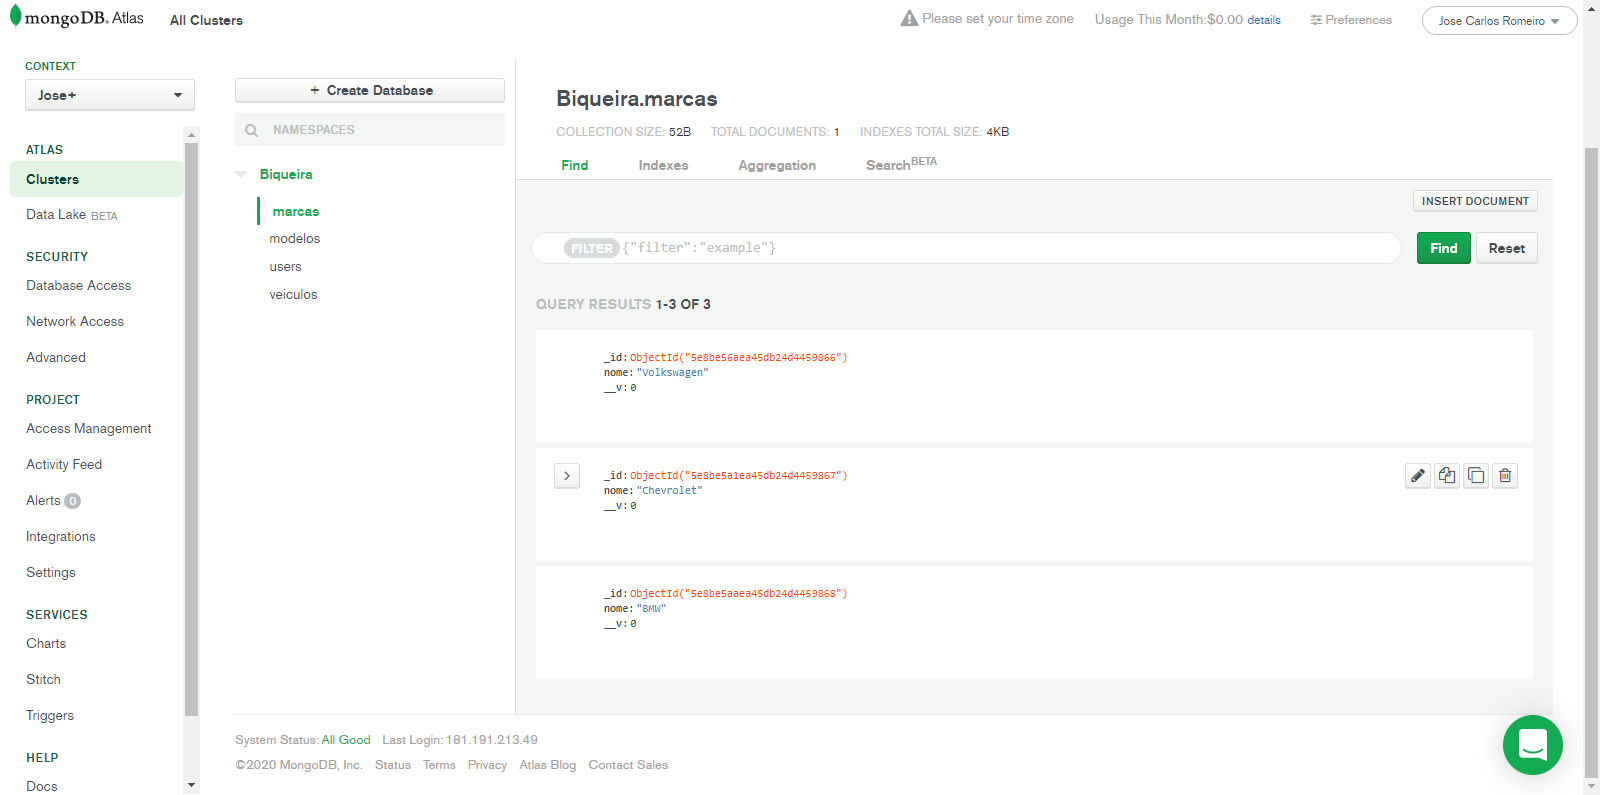 mongoDB. Atlas
All Clusters
Please set your time zone
Usage This Month:$0.00 details
Preferences
Jose Carlos Romeiro
CONTEXT
Jose+
ATLAS
Clusters
Data Lake BETA
SECURITY
Database Access
Network Access
Advanced
PROJECT
Access Management
Activity Feed
Alerts 0
Integrations
Settings
SERVICES
Charts
Stitch
Triggers
HELP
Docs
+ Create Database
NAMESPACES
Biqueira
marcas
modelos
users
veiculos
Biqueira.marcas
COLLECTION SIZE: 52B TOTAL DOCUMENTS: 1 INDEXES TOTAL SIZE: 4KB
Find Indexes Aggregation Search BETA
INSERT DOCUMENT
FILTER {"filter":"example"}
Find Reset
QUERY RESULTS 1-3 OF 3
_id: ObjectId("5e8be56aea45db24d4459866")
nome: "Volkswagen"
__v: 0
_id: ObjectId("5e8be5a1ea45db24d4459867")
nome: "Chevrolet"
__v: 0
_id: ObjectId("5e8be5aaea45db24d4459868")
nome: "BMW"
__v: 0
System Status: All Good Last Login: 181.191.213.49
©2020 MongoDB, Inc. Status Terms Privacy Atlas Blog Contact Sales